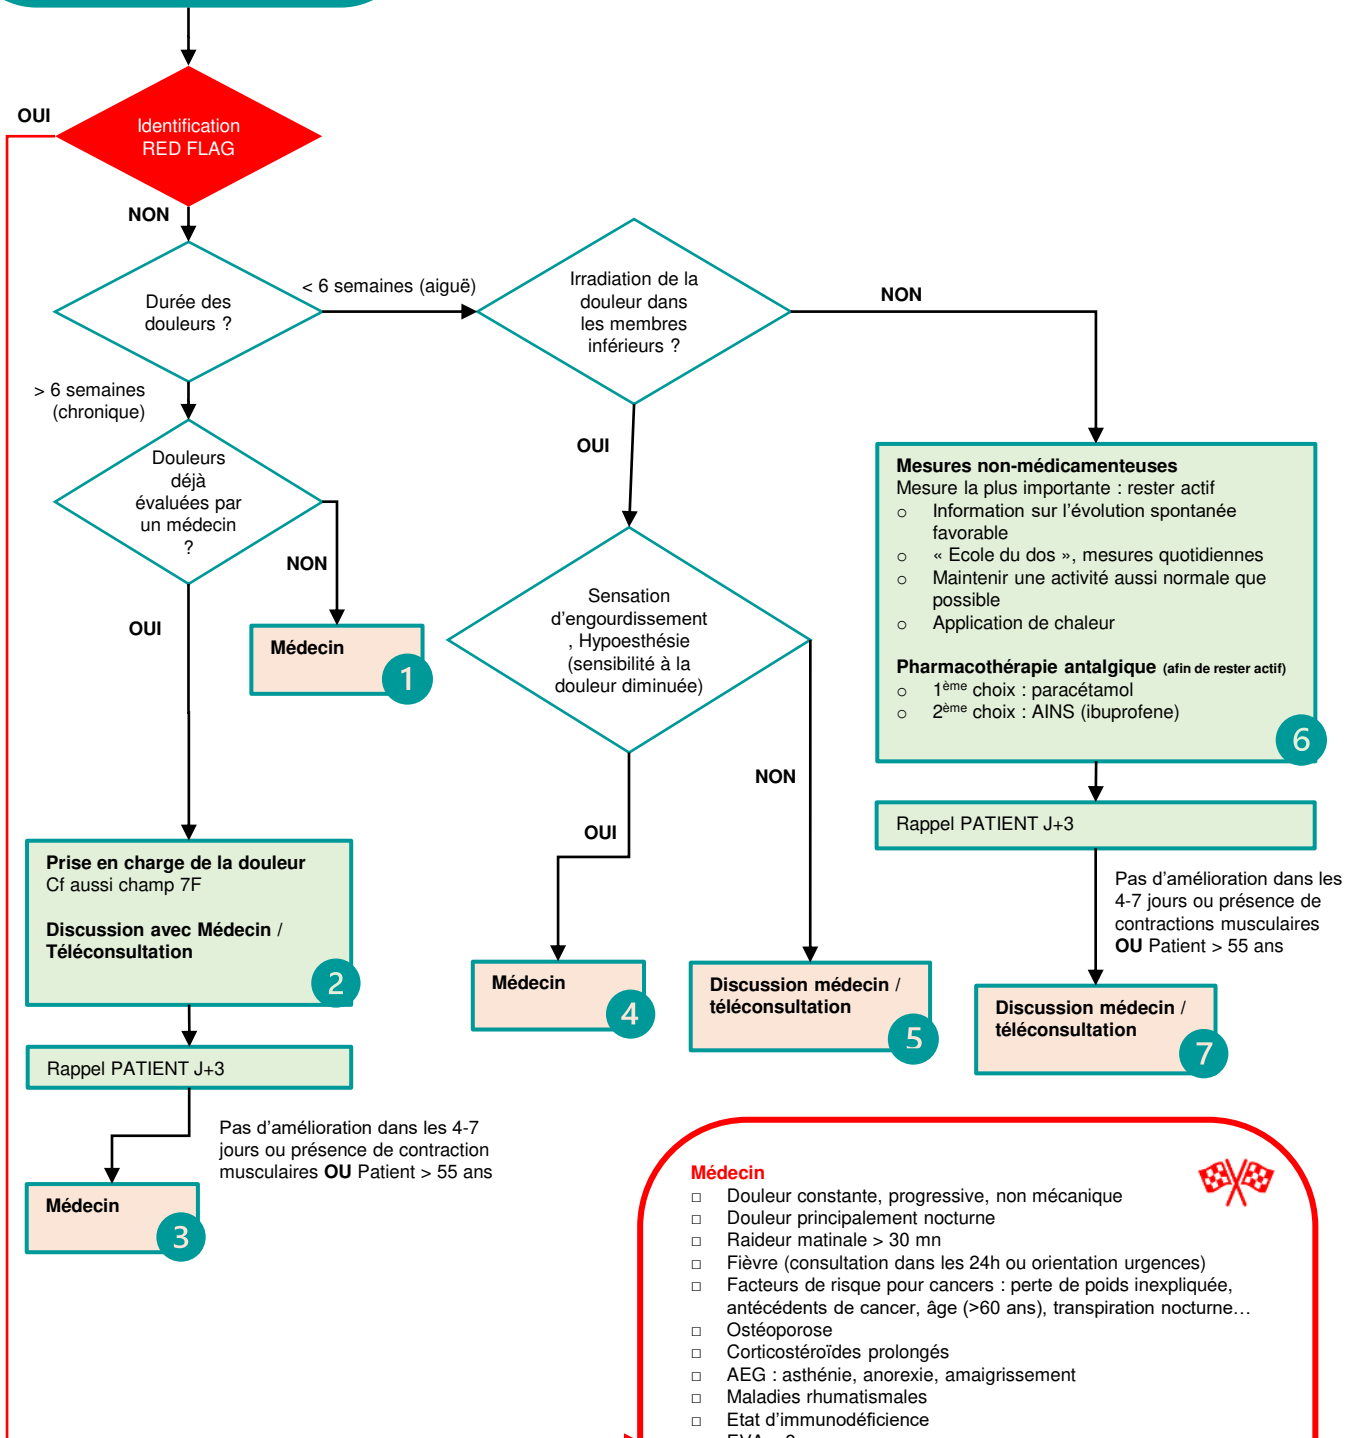 OUI
Identification
RED FLAG
NON
Durée des
douleurs ?
< 6 semaines (aiguë)
Irradiation de la
douleur dans
les membres
inférieurs ?
NON
> 6 semaines
(chronique)
Douleurs
déjà
évaluées par
un médecin
?
NON
OUI
Médecin
1
OUI
Sensation
d'engourdissement
, Hypoesthésie
(sensibilité à la
douleur diminuée)
NON
OUI
Mesures non-médicamenteuses
Mesure la plus importante : rester actif
o Information sur l'évolution spontanée
favorable
o « Ecole du dos », mesures quotidiennes
o Maintenir une activité aussi normale que
possible
o Application de chaleur
Pharmacothérapie antalgique (afin de rester actif)
o 1ème choix : paracétamol
o 2ème choix : AINS (ibuprofene)
6
Rappel PATIENT J+3
Pas d'amélioration dans les
4-7 jours ou présence de
contractions musculaires
OU Patient > 55 ans
Prise en charge de la douleur
Cf aussi champ 7F
Discussion avec Médecin /
Téléconsultation
2
Médecin
4
Discussion médecin /
téléconsultation
5
Discussion médecin /
téléconsultation
7
Rappel PATIENT J+3
Pas d'amélioration dans les 4-7
jours ou présence de contraction
musculaires OU Patient > 55 ans
Médecin
3
Médecin
□ Douleur constante, progressive, non mécanique
□ Douleur principalement nocturne
□ Raideur matinale > 30 mn
□ Fièvre (consultation dans les 24h ou orientation urgences)
□ Facteurs de risque pour cancers : perte de poids inexpliquée,
antécédents de cancer, âge (>60 ans), transpiration nocturne…
□ Ostéoporose
□ Corticostéroïdes prolongés
□ AEG : asthénie, anorexie, amaigrissement
□ Maladies rhumatismales
□ Etat d'immunodéficience